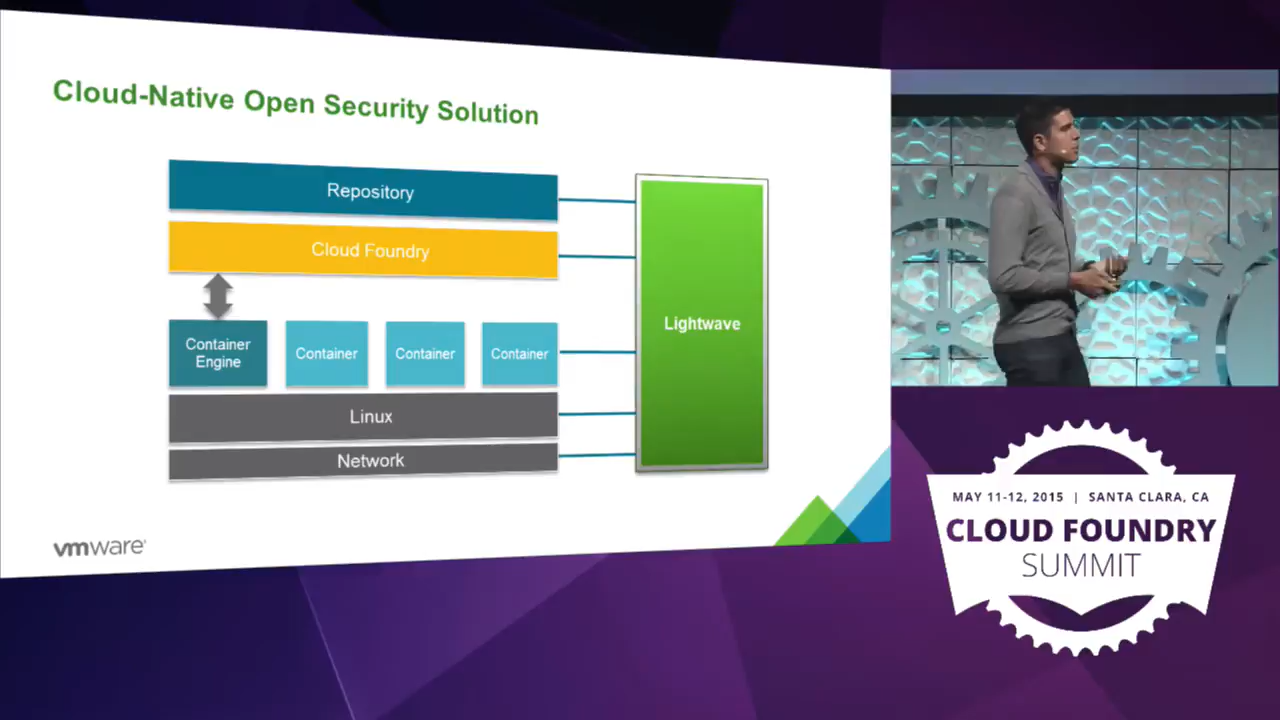 Cloud-Native Open Security Solution
Repository
Cloud Foundry
Container
Engine
Container
Container
Container
Linux
Network
Lightwave
vmware
MAY 11-12, 2015 | SANTA CLARA, CA
CLOUD FOUNDRY
SUMMIT